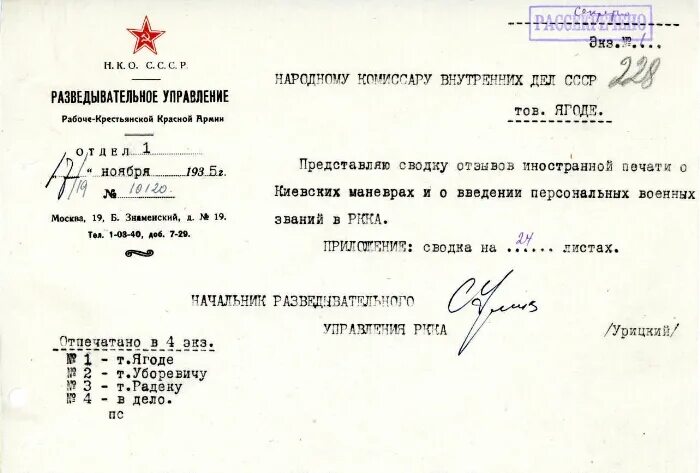 Секретно
РАССЕКРЕЧЕНО
Экз.№ 1...
228
Н.К.О. С.С.С.Р.
РАЗВЕДЫВАТЕЛЬНОЕ УПРАВЛЕНИЕ
Рабоче-Крестьянской Красной Армии
ОТДЕЛ 1
"17" ноября 1935г.
19
№ 10120.
Москва, 19, Б. Знаменский, д. № 19.
Тел. 1-03-40, доб. 7-29.
НАРОДНОМУ КОМИССАРУ ВНУТРЕННИХ ДЕЛ СССР
тов. ЯГОДЕ.
Представляю сводку отзывов иностранной печати о
Киевских маневрах и о введении персональных военных
званий в РККА.
ПРИЛОЖЕНИЕ: сводка на 24 листах.
НАЧАЛЬНИК РАЗВЕДЫВАТЕЛЬНОГО
УПРАВЛЕНИЯ РККА
/Урицкий/
Отпечатано в 4 экз.
№ 1 - т.Ягоде
№ 2 - т.Уборевичу
№ 3 - т.Радеку
№ 4 - в дело.
пс